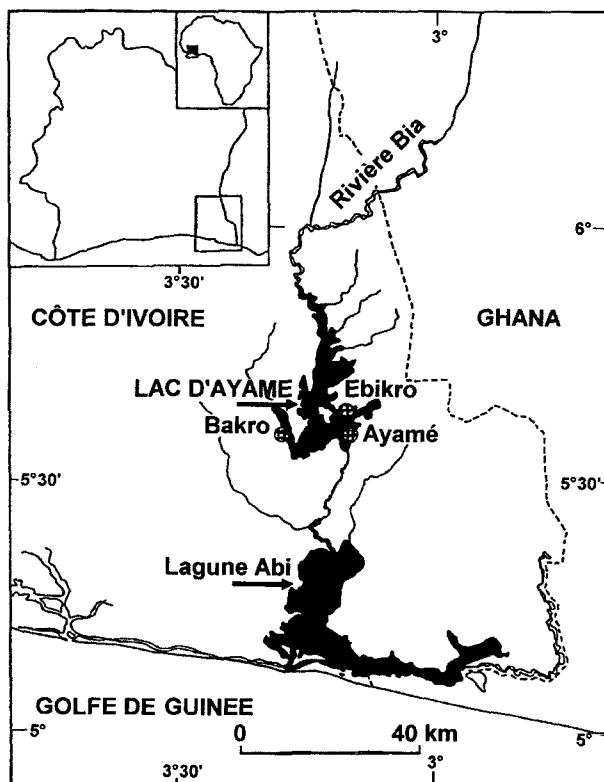 3°
Rivière Bia
6°
3°30'
CÔTE D'IVOIRE
GHANA
LAC D'AYAME
Ebikro
Bakro
Ayamé
5°30'
5°30'
Lagune Abi
GOLFE DE GUINEE
0 40 km
5°
5°
3°30'
3°